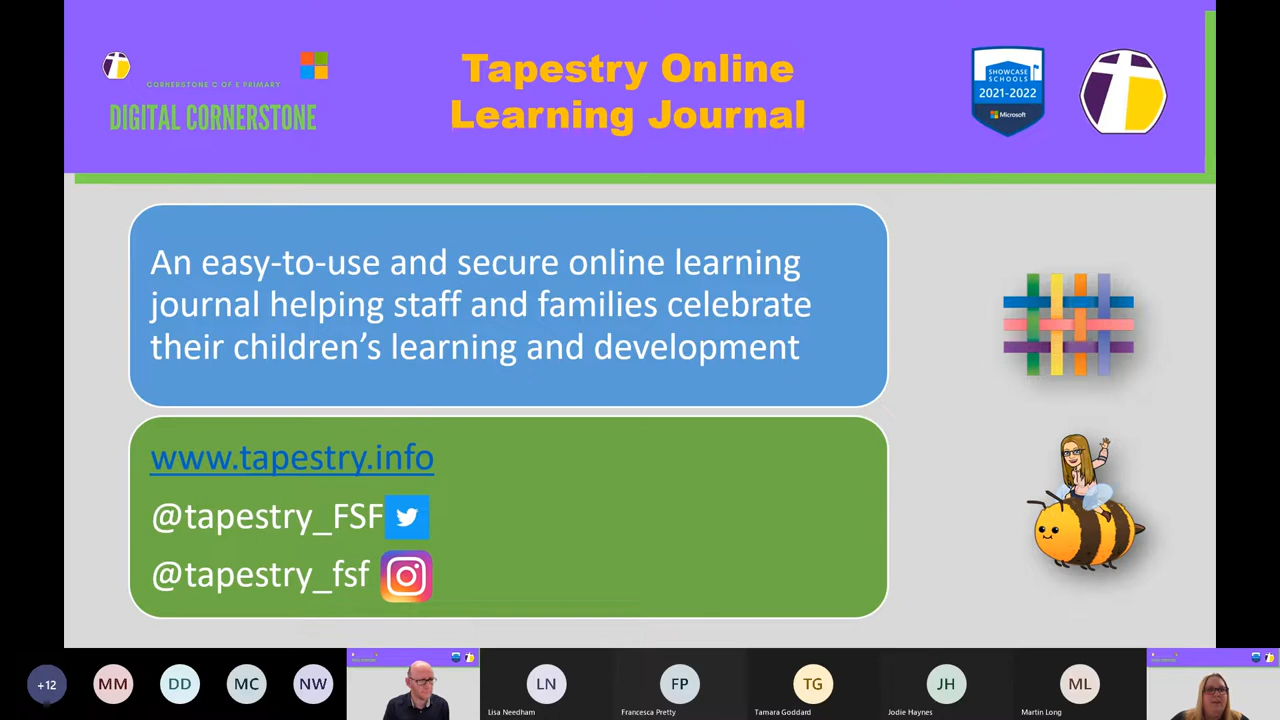 CORNERSTONE C OF E PRIMARY
DIGITAL CORNERSTONE
Tapestry Online
Learning Journal
SHOWCASE
SCHOOLS
2021-2022
Microsoft
An easy-to-use and secure online learning
journal helping staff and families celebrate
their children’s learning and development
www.tapestry.info
@tapestry_FSF
@tapestry_fsf
+12
MM
DD
MC
NW
LN
Lisa Needham
FP
Francesca Pretty
TG
Tamara Goddard
JH
Jodie Haynes
ML
Martin Long